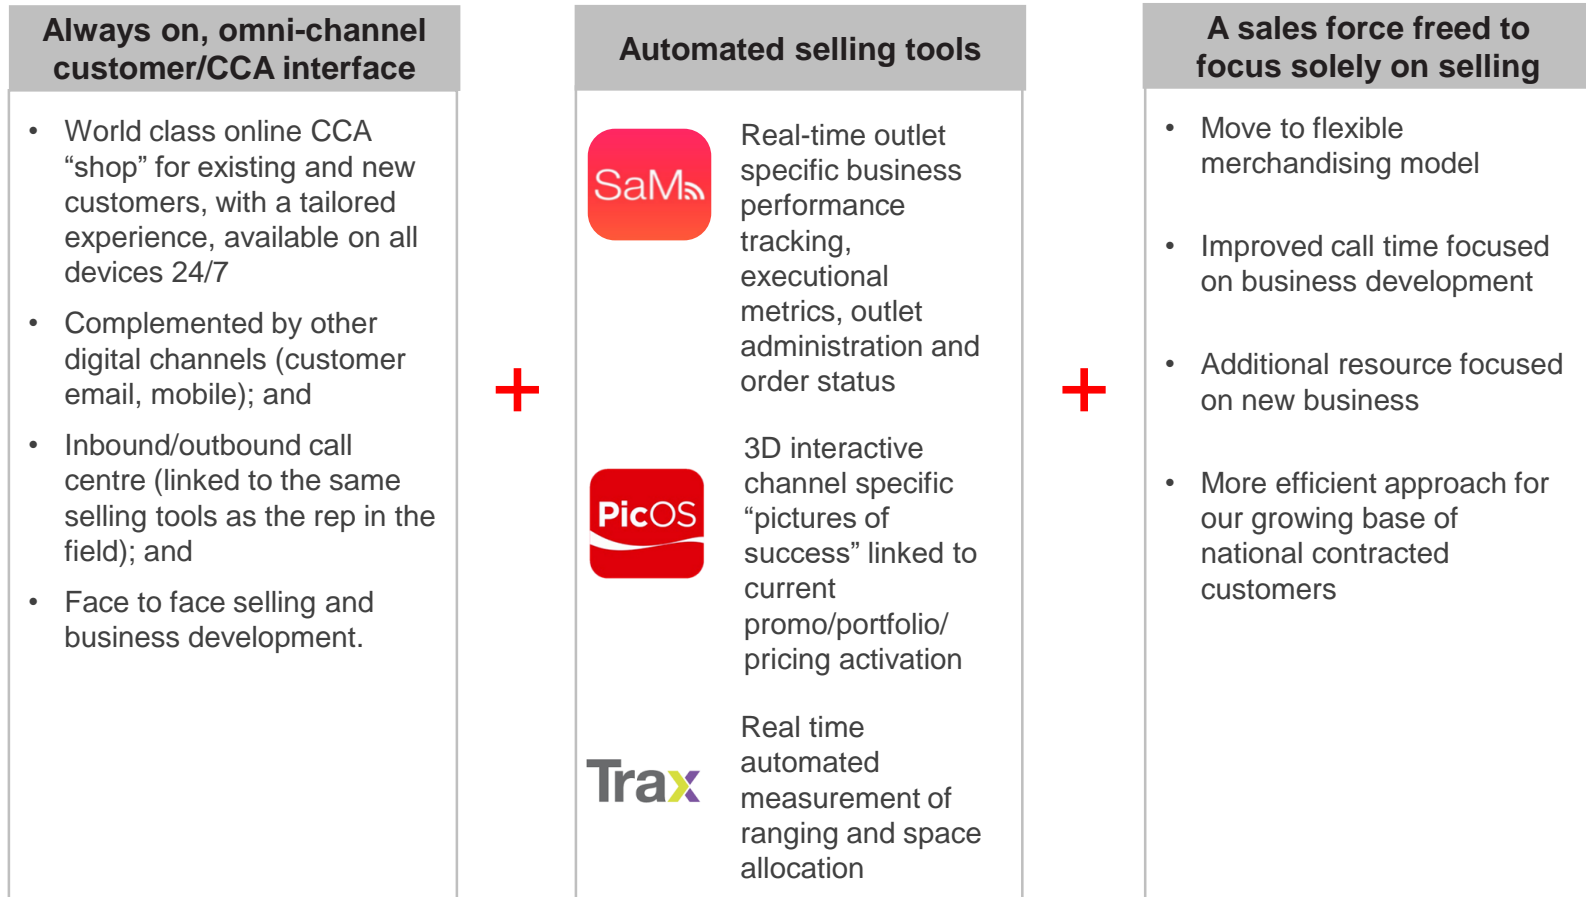 Always on, omni-channel
customer/CCA interface
• World class online CCA
“shop” for existing and new
customers, with a tailored
experience, available on all
devices 24/7
• Complemented by other
digital channels (customer
email, mobile); and
• Inbound/outbound call
centre (linked to the same
selling tools as the rep in the
field); and
• Face to face selling and
business development.
+
Automated selling tools
SaM
Real-time outlet
specific business
performance
tracking,
executional
metrics, outlet
administration and
order status
PicOS
3D interactive
channel specific
“pictures of
success” linked to
current
promo/portfolio/
pricing activation
Trax
Real time
automated
measurement of
ranging and space
allocation
+
A sales force freed to
focus solely on selling
• Move to flexible
merchandising model
• Improved call time focused
on business development
• Additional resource focused
on new business
• More efficient approach for
our growing base of
national contracted
customers